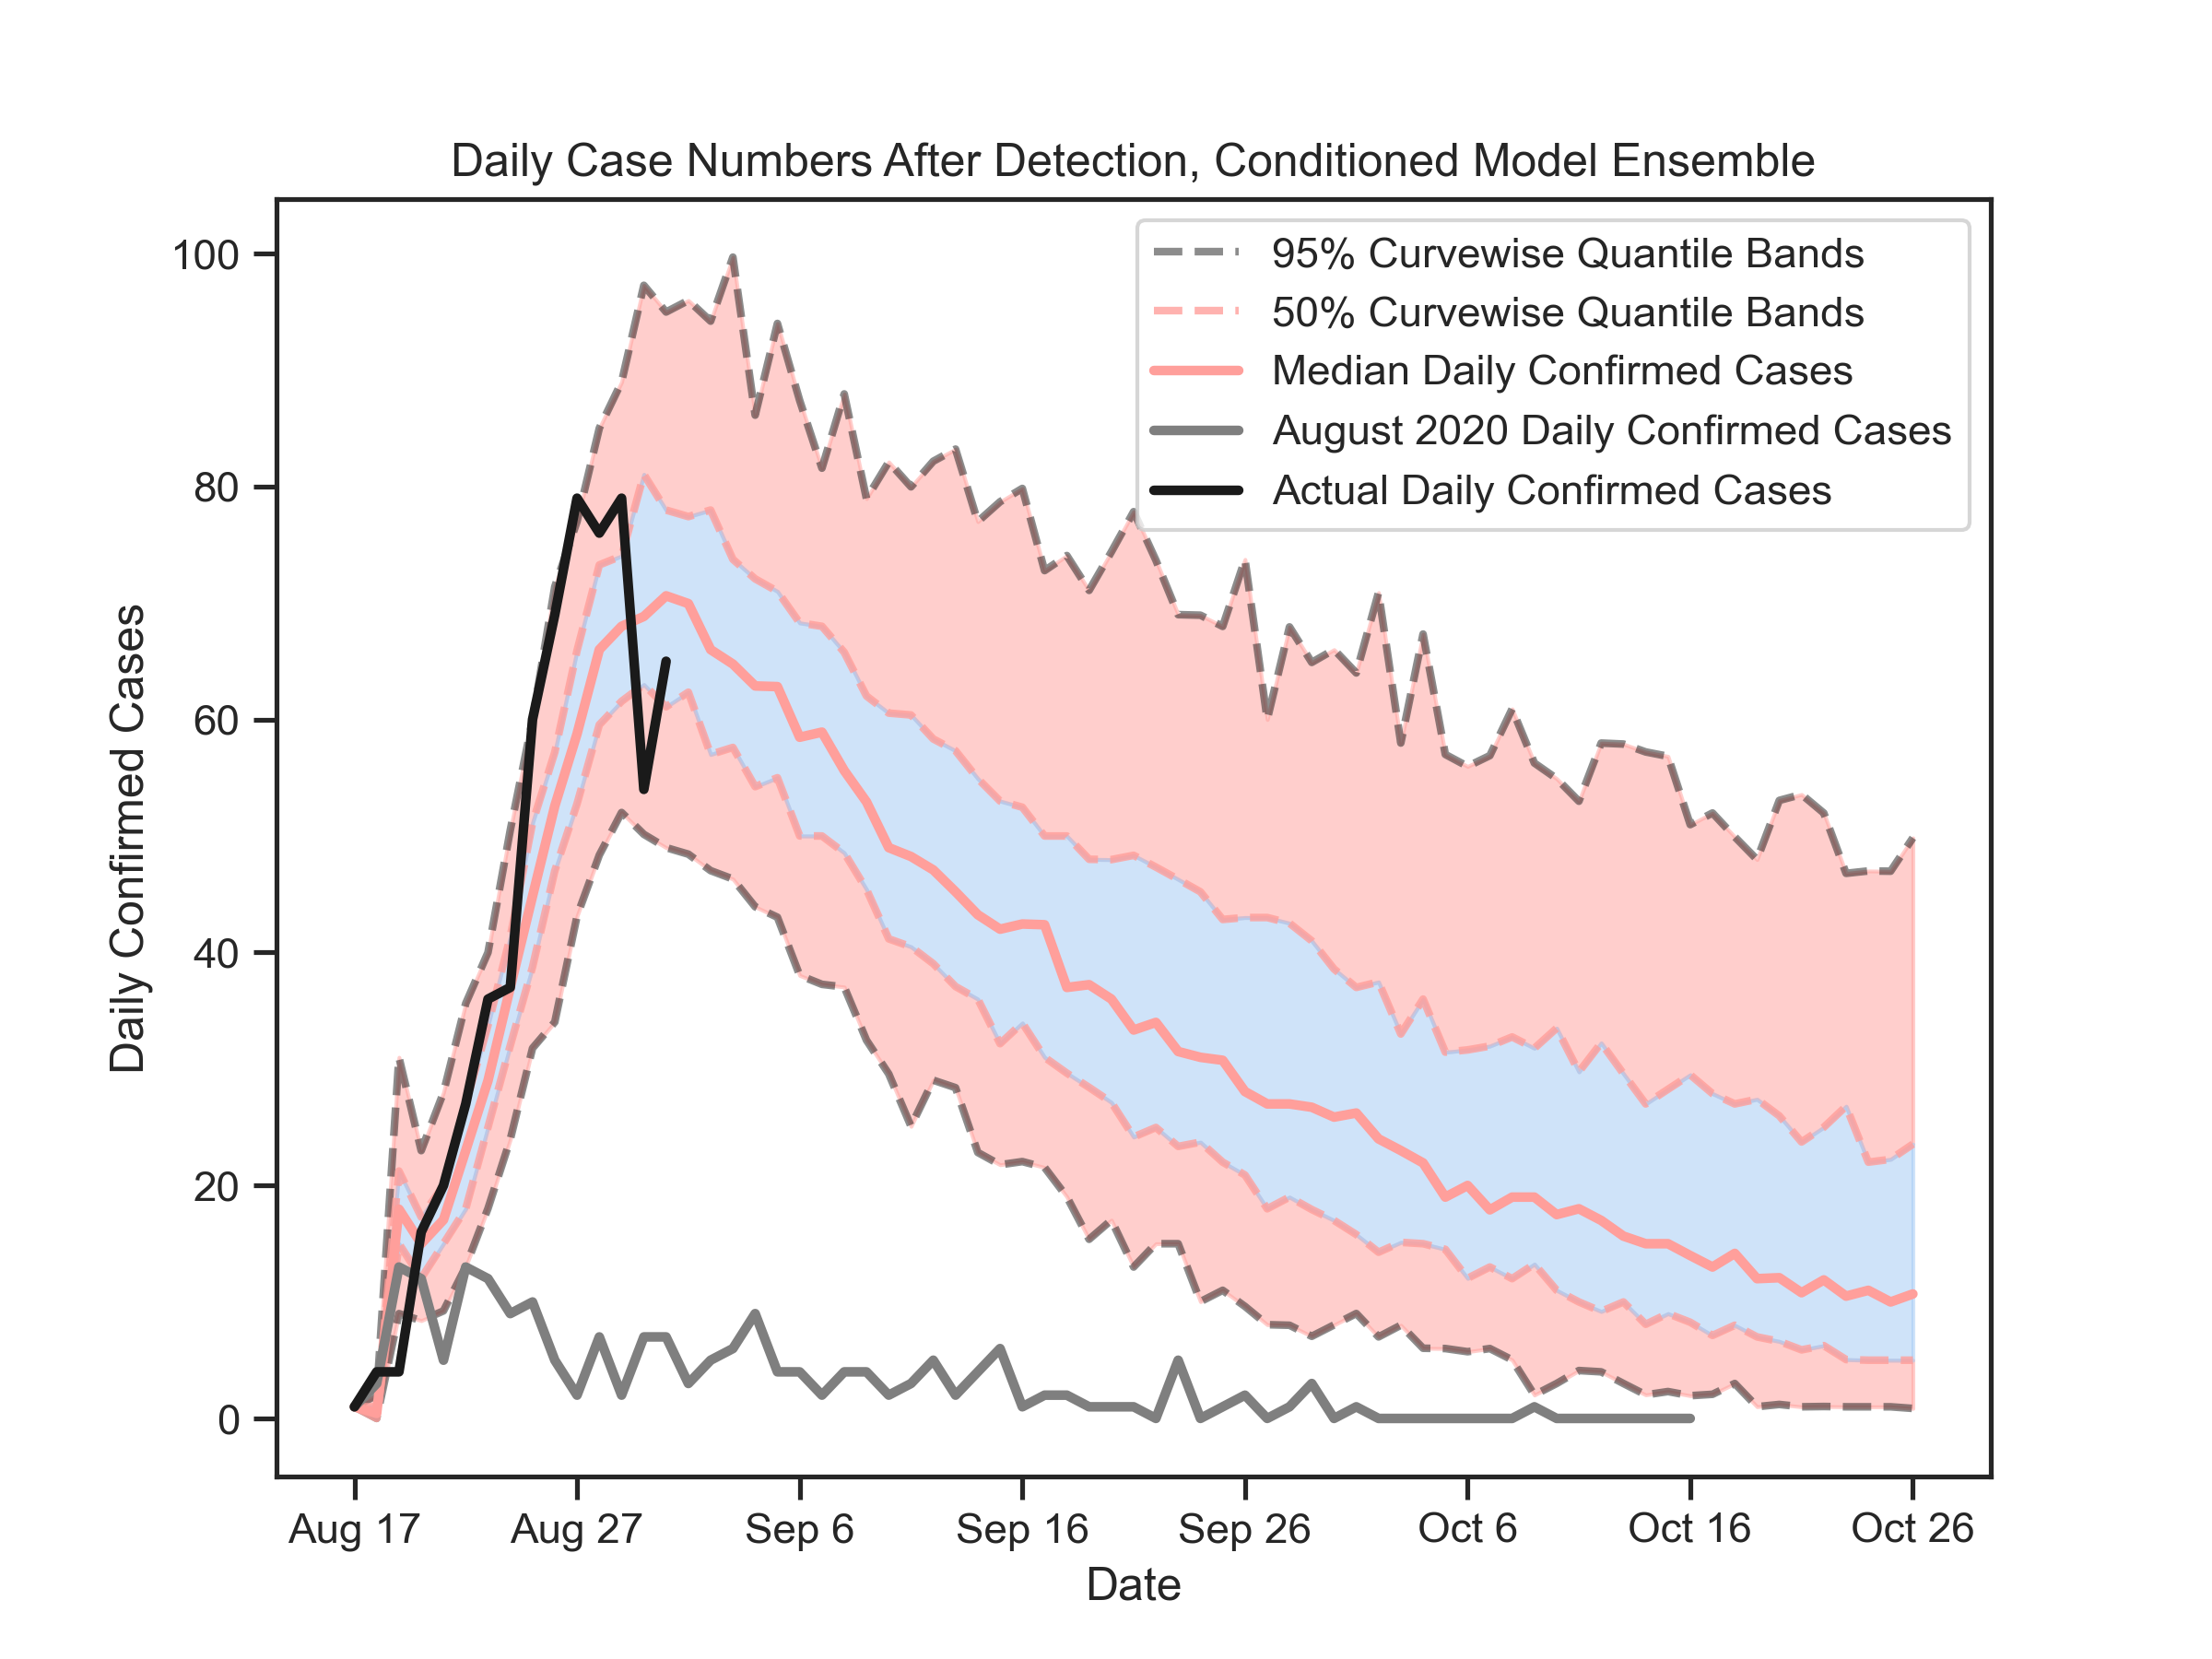 Daily Case Numbers After Detection, Conditioned Model Ensemble
100
80
60
40
20
0
Daily Confirmed Cases
95% Curvewise Quantile Bands
50% Curvewise Quantile Bands
Median Daily Confirmed Cases
August 2020 Daily Confirmed Cases
Actual Daily Confirmed Cases
Aug 17
Aug 27
Sep 6
Sep 16
Sep 26
Oct 6
Oct 16
Oct 26
Date